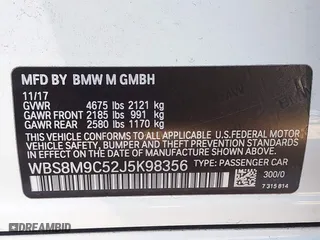 MFD BY BMW M GMBH
11/17
GVWR 4675 lbs 2121 kg
GAWR FRONT 2185 lbs 991 kg
GAWR REAR 2580 lbs 1170 kg
THIS VEHICLE CONFORMS TO ALL APPLICABLE U.S. FEDERAL MOTOR
VEHICLE SAFETY, BUMPER, AND THEFT PREVENTION STANDARDS IN
EFFECT ON THE DATE OF MANUFACTURE SHOWN ABOVE.
WBS8M9C52J5K98356 TYPE: PASSENGER CAR
300/0
7 315 814
DREAMBID